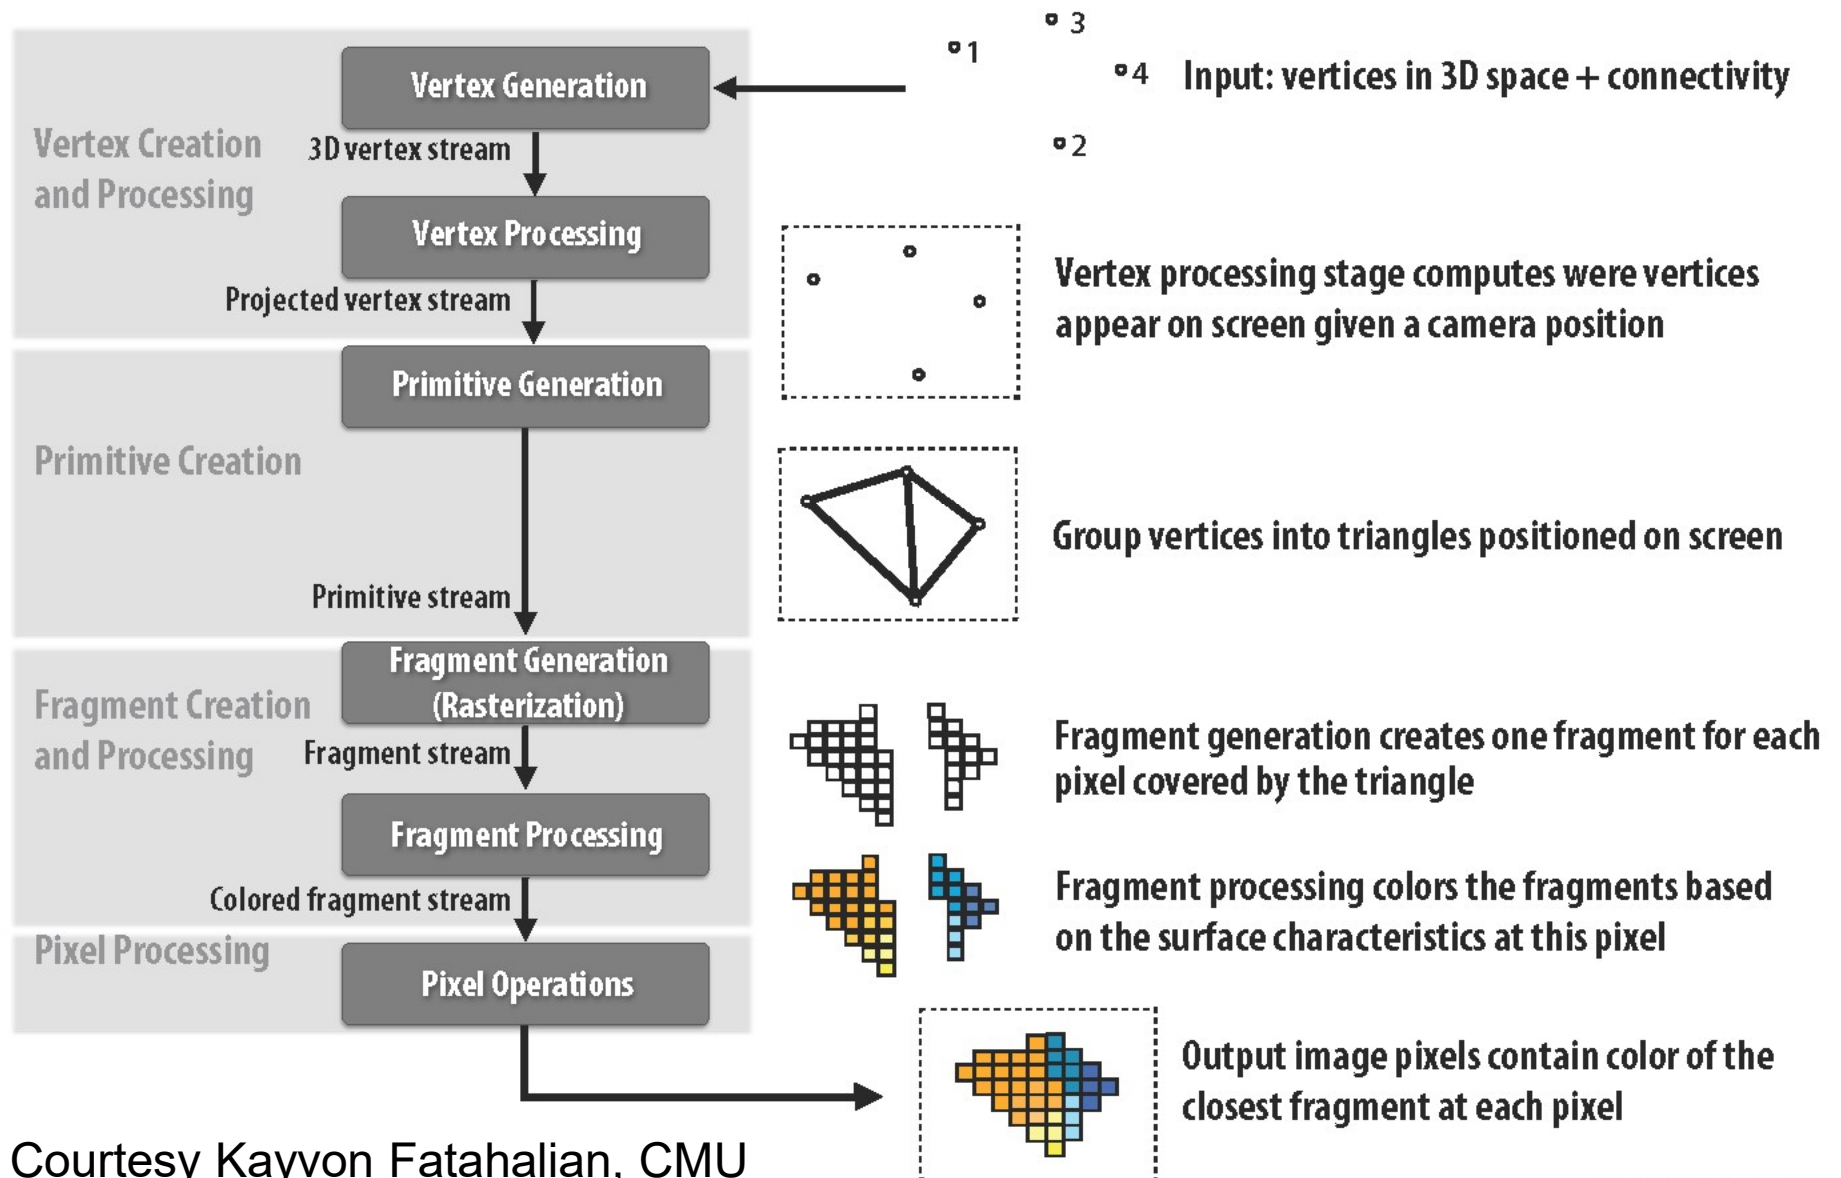 3
1
4
Input: vertices in 3D space + connectivity
2
Vertex Creation
and Processing
Vertex Generation
3D vertex stream
Vertex Processing
Projected vertex stream
Vertex processing stage computes were vertices
appear on screen given a camera position
Primitive Creation
Primitive Generation
Primitive stream
Group vertices into triangles positioned on screen
Fragment Creation
and Processing
Fragment Generation
(Rasterization)
Fragment stream
Fragment generation creates one fragment for each
pixel covered by the triangle
Fragment Processing
Colored fragment stream
Fragment processing colors the fragments based
on the surface characteristics at this pixel
Pixel Processing
Pixel Operations
Output image pixels contain color of the
closest fragment at each pixel
Courtesy Kayvon Fatahalian, CMU